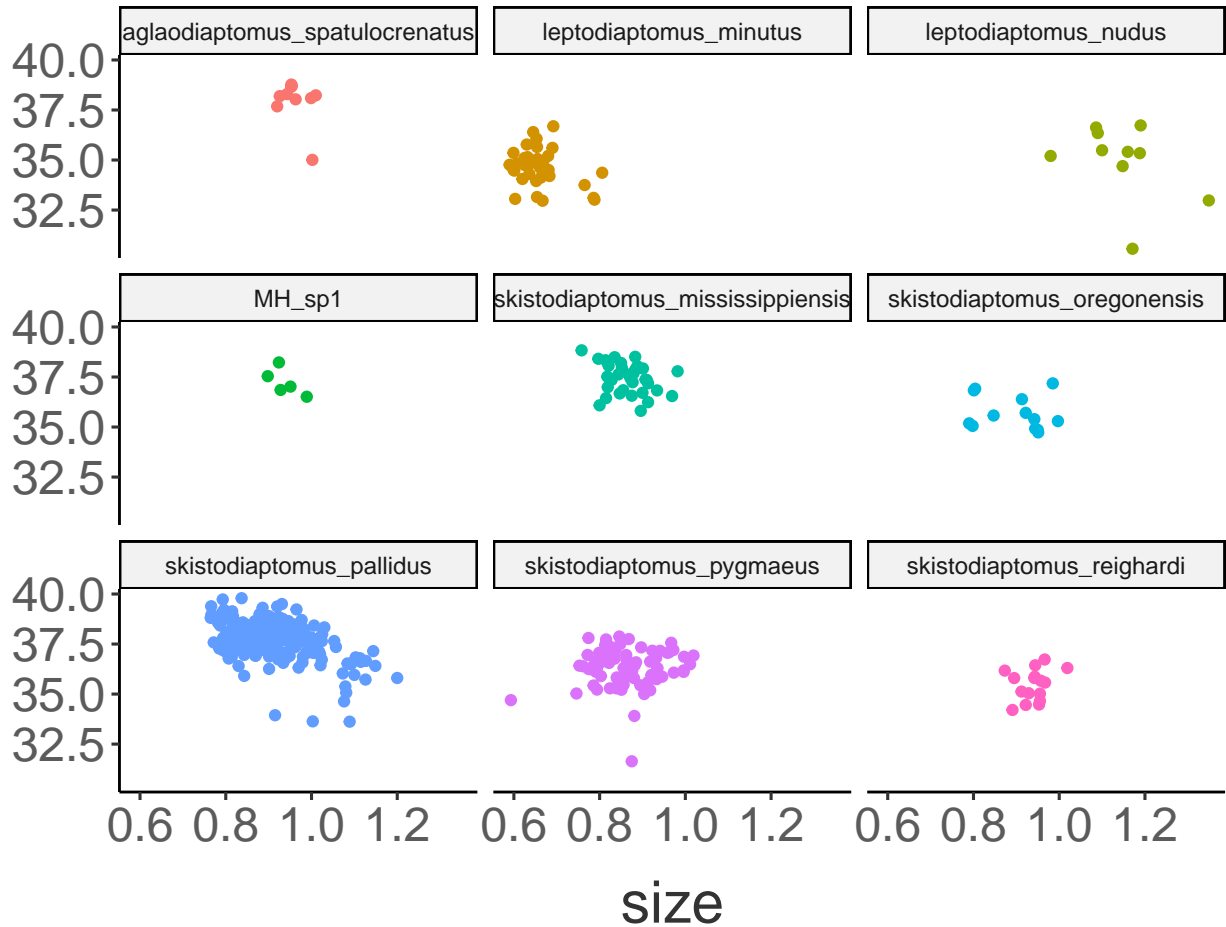 aglaodiaptomus_spatulocrenatus leptodiaptomus_minutus leptodiaptomus_nudus
40.0
37.5
35.0
32.5
MH_sp1 skistodiaptomus_mississippiensis skistodiaptomus_oregonensis
40.0
37.5
35.0
32.5
skistodiaptomus_pallidus skistodiaptomus_pygmaeus skistodiaptomus_reighardi
40.0
37.5
35.0
32.5
0.6 0.8 1.0 1.2 0.6 0.8 1.0 1.2 0.6 0.8 1.0 1.2
size